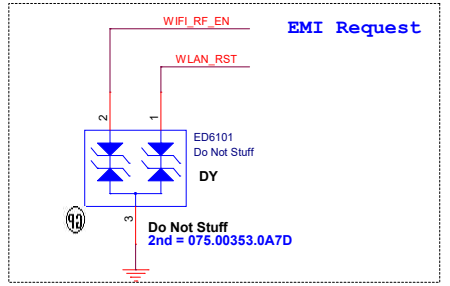 WIFI_RF_EN
EMI Request
WLAN_RST
2
1
ED6101
Do Not Stuff
DY
3
Do Not Stuff
2nd = 075.00353.0A7D